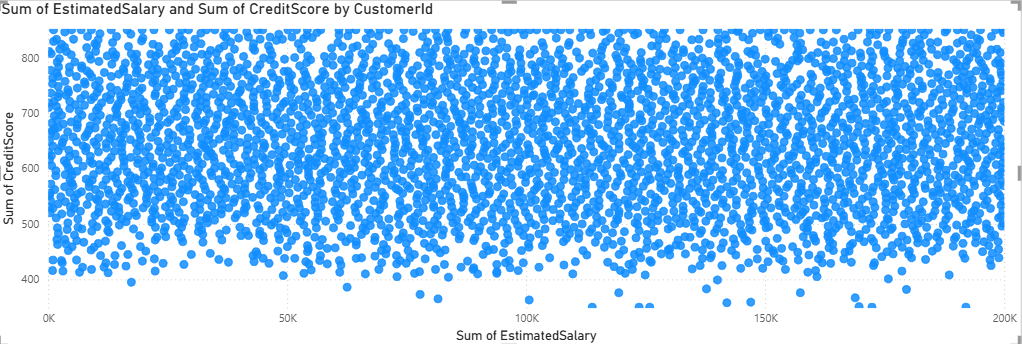 Sum of EstimatedSalary and Sum of CreditScore by CustomerId
800
700
600
500
400
Sum of CreditScore
0K 50K 100K 150K 200K
Sum of EstimatedSalary